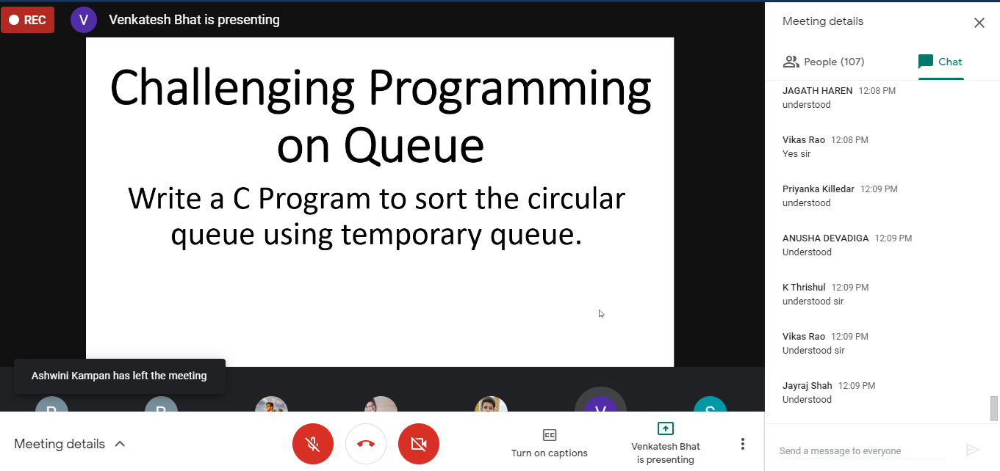 REC
V
Venkatesh Bhat is presenting
Challenging Programming
on Queue
Write a C Program to sort the circular
queue using temporary queue.
Ashwini Kampan has left the meeting
V
Meeting details
Turn on captions
Venkatesh Bhat
is presenting
Meeting details
People (107)
Chat
JAGATH HAREN 12:08 PM
understood
Vikas Rao 12:08 PM
Yes sir
Priyanka Killedar 12:09 PM
understood
ANUSHA DEVADIGA 12:09 PM
Understood
K Thrishul 12:09 PM
understood sir
Vikas Rao 12:09 PM
Understood sir
Jayraj Shah 12:09 PM
Understood
Send a message to everyone